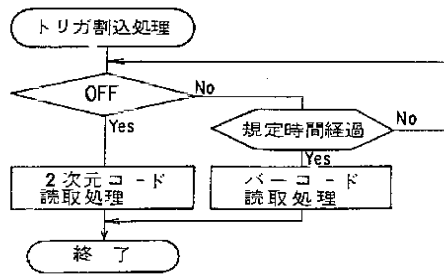 トリガ割込処理
OFF
No
Yes
規定時間経過
No
Yes
2次元コード
読取処理
バーコード
読取処理
終了